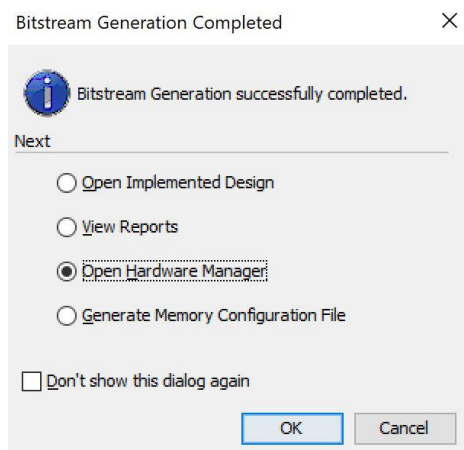 Bitstream Generation Completed
Bitstream Generation successfully completed.
Next
Open Implemented Design
View Reports
Open Hardware Manager
Generate Memory Configuration File
Don't show this dialog again
OK
Cancel